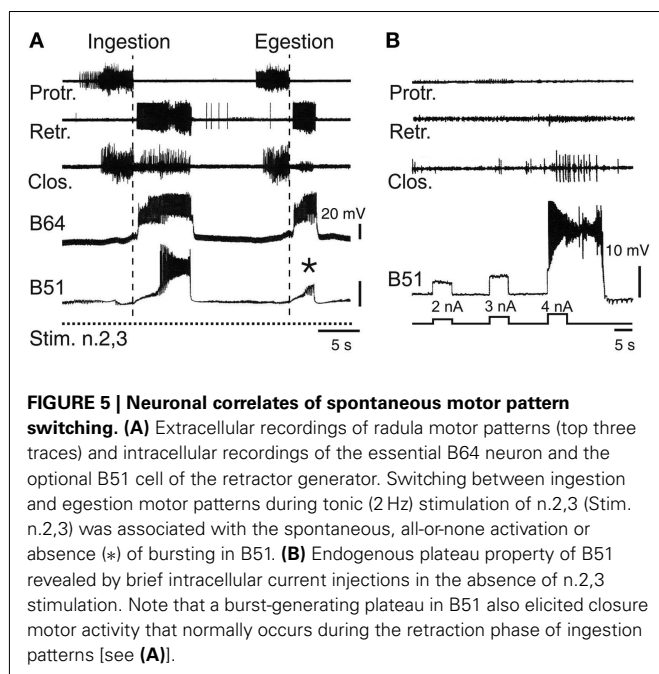 A
Ingestion
Egestion
B
Protr.
Retr.
Clos.
B64
20 mV
B51
*
Stim. n.2,3
5 s
Protr.
Retr.
Clos.
10 mV
B51
2 nA
3 nA
4 nA
5 s
FIGURE 5 | Neuronal correlates of spontaneous motor pattern
switching. (A) Extracellular recordings of radula motor patterns (top three
traces) and intracellular recordings of the essential B64 neuron and the
optional B51 cell of the retractor generator. Switching between ingestion
and egestion motor patterns during tonic (2 Hz) stimulation of n.2,3 (Stim.
n.2,3) was associated with the spontaneous, all-or-none activation or
absence (*) of bursting in B51. (B) Endogenous plateau property of B51
revealed by brief intracellular current injections in the absence of n.2,3
stimulation. Note that a burst-generating plateau in B51 also elicited closure
motor activity that normally occurs during the retraction phase of ingestion
patterns [see (A)].